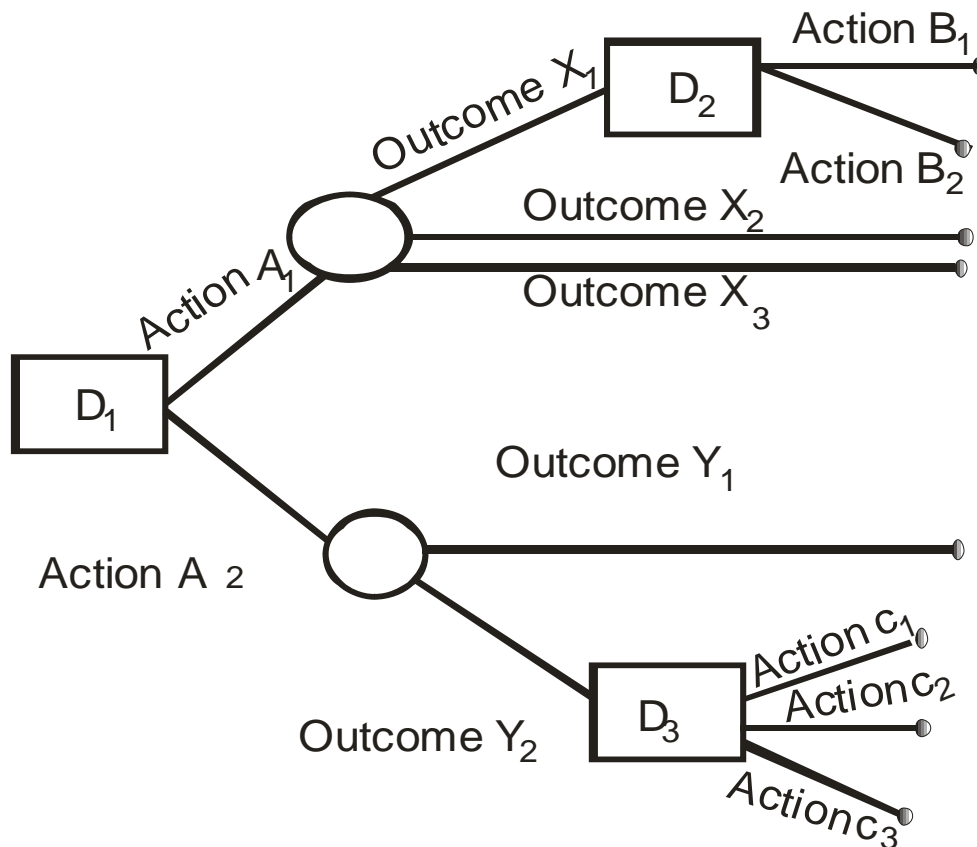 Action B1
Outcome X1
D2
Action B2
Outcome X2
Action A1
Outcome X3
D1
Outcome Y1
Action A 2
Action c1
Action c2
D3
Outcome Y2
Action c3